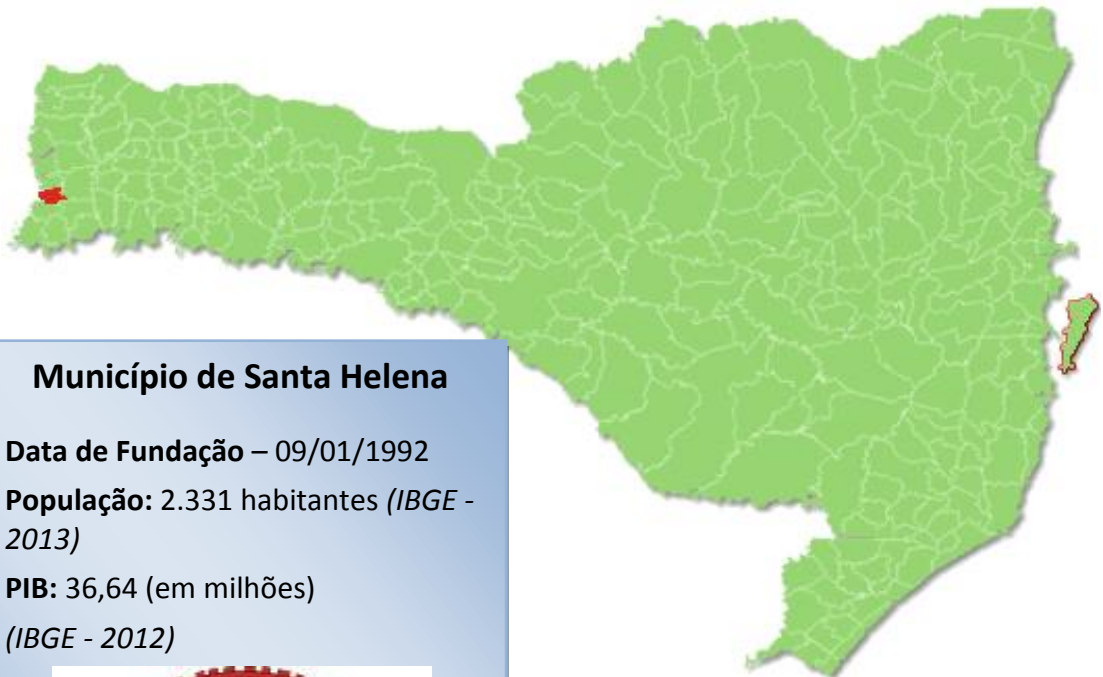 Município de Santa Helena
Data de Fundação – 09/01/1992
População: 2.331 habitantes (IBGE -
2013)
PIB: 36,64 (em milhões)
(IBGE - 2012)